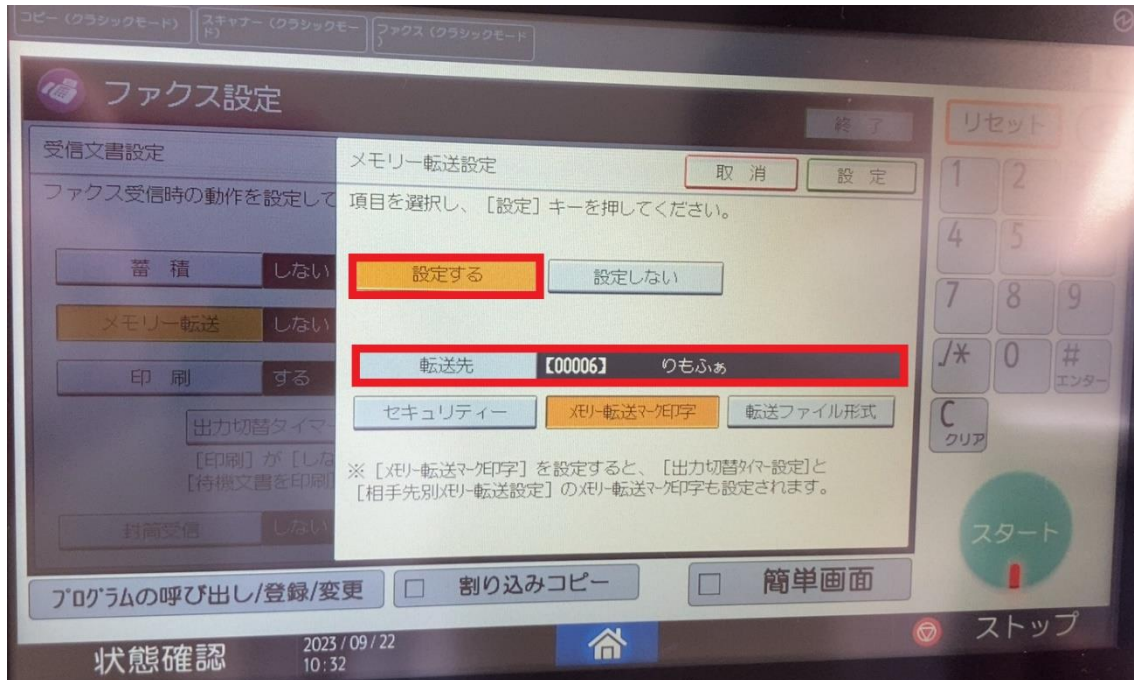 コピー (クラシックモード)
スキャナー (クラシックモー
ド)
ファクス (クラシックモード
)
ファクス設定
終 了
リセット
受信文書設定
メモリー転送設定
取 消
設 定
ファクス受信時の動作を設定して
項目を選択し、［設定］キーを押してください。
1 2
4 5
蓄 積 しない
設定する
設定しない
7 8 9
メモリー転送 しない
転送先 【00006】 りもふぁ
./* 0 #
エンター
印 刷 する
セキュリティー
ﾒﾓﾘｰ転送ﾏｰｸ印字
転送ファイル形式
C
クリア
出力切替タイマー
［印刷］が［しな
［待機文書を印刷
※［ﾒﾓﾘｰ転送ﾏｰｸ印字］を設定すると、［出力切替ﾀｲﾏｰ設定］と
［相手先別ﾒﾓﾘｰ転送設定］のﾒﾓﾘｰ転送ﾏｰｸ印字も設定されます。
封筒受信 しない
スタート
ﾌﾟﾛｸﾞﾗﾑの呼び出し/登録/変更
割り込みコピー
簡単画面
ストップ
状態確認
2023/09/22
10:32